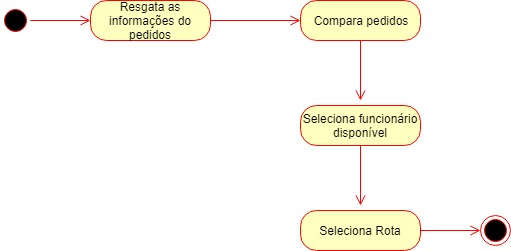 Resgata as
informações do
pedidos
Compara pedidos
Seleciona funcionário
disponível
Seleciona Rota